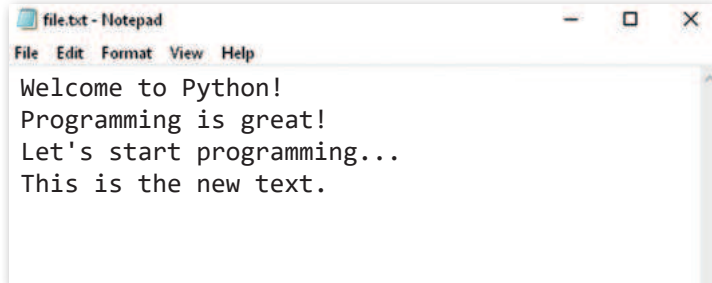 file.txt - Notepad
File Edit Format View Help
Welcome to Python!
Programming is great!
Let's start programming...
This is the new text.